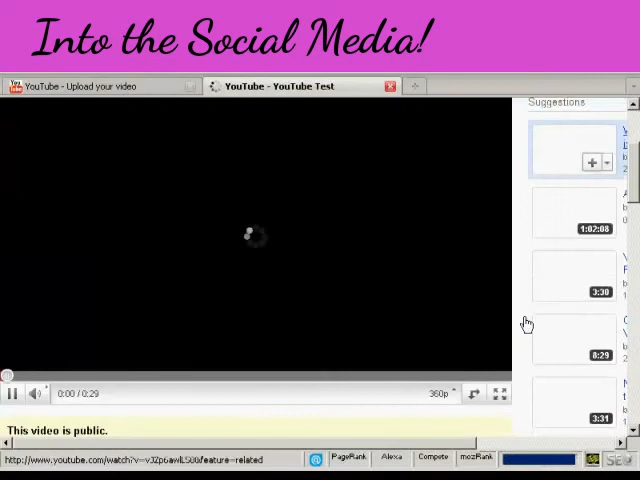 Into the Social Media!
YouTube - Upload your video
YouTube - YouTube Test
Suggestions
1:02:08
3:30
8:29
3:31
0:00 / 0:29
360p
This video is public.
PageRank
Alexa
Compete
mozRank
SEO